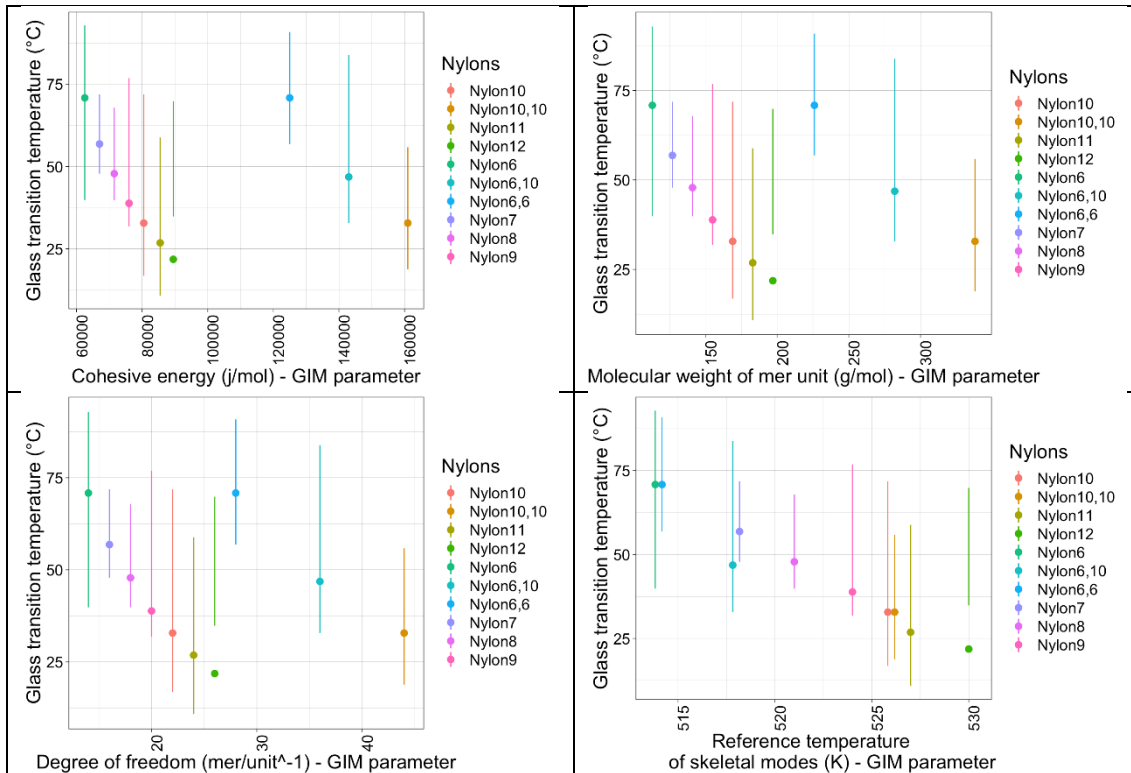 Glass transition temperature (°C)
75
50
25
60000
80000
100000
120000
140000
160000
Cohesive energy (j/mol) - GIM parameter
Nylons
Nylon10
Nylon10,10
Nylon11
Nylon12
Nylon6
Nylon6,10
Nylon6,6
Nylon7
Nylon8
Nylon9
Glass transition temperature (°C)
75
50
25
150
200
300
Molecular weight of mer unit (g/mol) - GIM parameter
Nylons
Nylon10
Nylon10,10
Nylon11
Nylon12
Nylon6
Nylon6,10
Nylon6,6
Nylon7
Nylon8
Nylon9
Glass transition temperature (°C)
75
50
25
20
30
40
Degree of freedom (mer/unit^-1) - GIM parameter
Nylons
Nylon10
Nylon10,10
Nylon11
Nylon12
Nylon6
Nylon6,10
Nylon6,6
Nylon7
Nylon8
Nylon9
Glass transition temperature (°C)
75
50
25
515
520
525
530
Reference temperature
of skeletal modes (K) - GIM parameter
Nylons
Nylon10
Nylon10,10
Nylon11
Nylon12
Nylon6
Nylon6,10
Nylon6,6
Nylon7
Nylon8
Nylon9